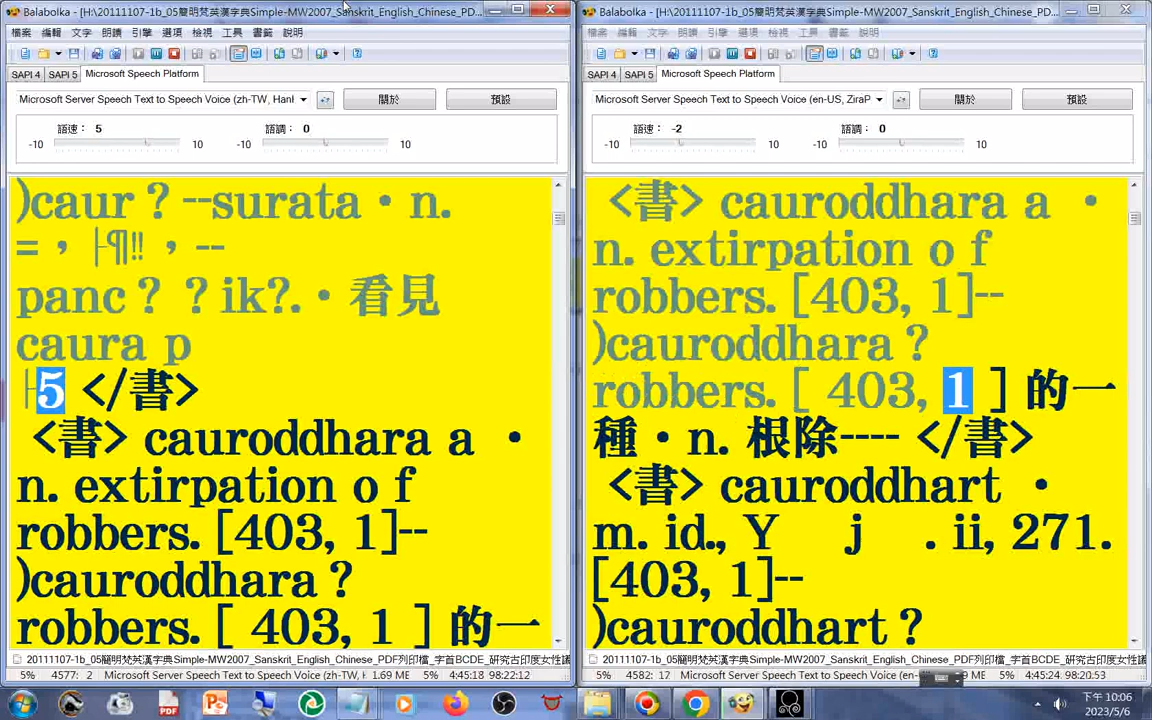 Balabolka - [H:\20111107-1b_05簡明梵英漢字典Simple-MW2007_Sanskrit_English_Chinese_PD...
檔案 編輯 文字 朗讀 引擎 選項 檢視 工具 書籤 說明
SAPI 4 SAPI 5 Microsoft Speech Platform
Microsoft Server Speech Text to Speech Voice (zh-TW, Hanl 關於 預設
語速： 5 語調： 0
-10 10 -10 10
)caur ? --surata • n.
= , ├¶!! , --
panc ? ? ik?. • 看見
caura p
├5 </書>
<書> cauroddhara a •
n. extirpation o f
robbers. [403, 1]--
)cauroddhara ?
robbers. [ 403, 1 ] 的一
20111107-1b_05簡明梵英漢字典Simple-MW2007_Sanskrit_English_Chinese_PDF列印檔_字首BCDE_研究古印度女性議
5% 4577: 2 Microsoft Server Speech Text to Speech Voice (zh-TW, H 1.69 ME 5% 4:45:18 98:22:12
Balabolka - [H:\20111107-1b_05簡明梵英漢字典Simple-MW2007_Sanskrit_English_Chinese_PD...
檔案 編輯 文字 朗讀 引擎 選項 檢視 工具 書籤 說明
SAPI 4 SAPI 5 Microsoft Speech Platform
Microsoft Server Speech Text to Speech Voice (en-US, ZiraP 關於 預設
語速： -2 語調： 0
-10 10 -10 10
<書> cauroddhara a •
n. extirpation o f
robbers. [403, 1]--
)cauroddhara ?
robbers. [ 403, 1 ] 的一
種 • n. 根除---- </書>
<書> cauroddhart •
m. id., Y j . ii, 271.
[403, 1]--
)cauroddhart ?
20111107-1b_05簡明梵英漢字典Simple-MW2007_Sanskrit_English_Chinese_PDF列印檔_字首BCDE_研究古印度女性議
5% 4582: 12 Microsoft Server Speech Text to Speech Voice (en-U ME 5% 4:45:24 98:20:53
PDF
下午 10:06
2023/5/6